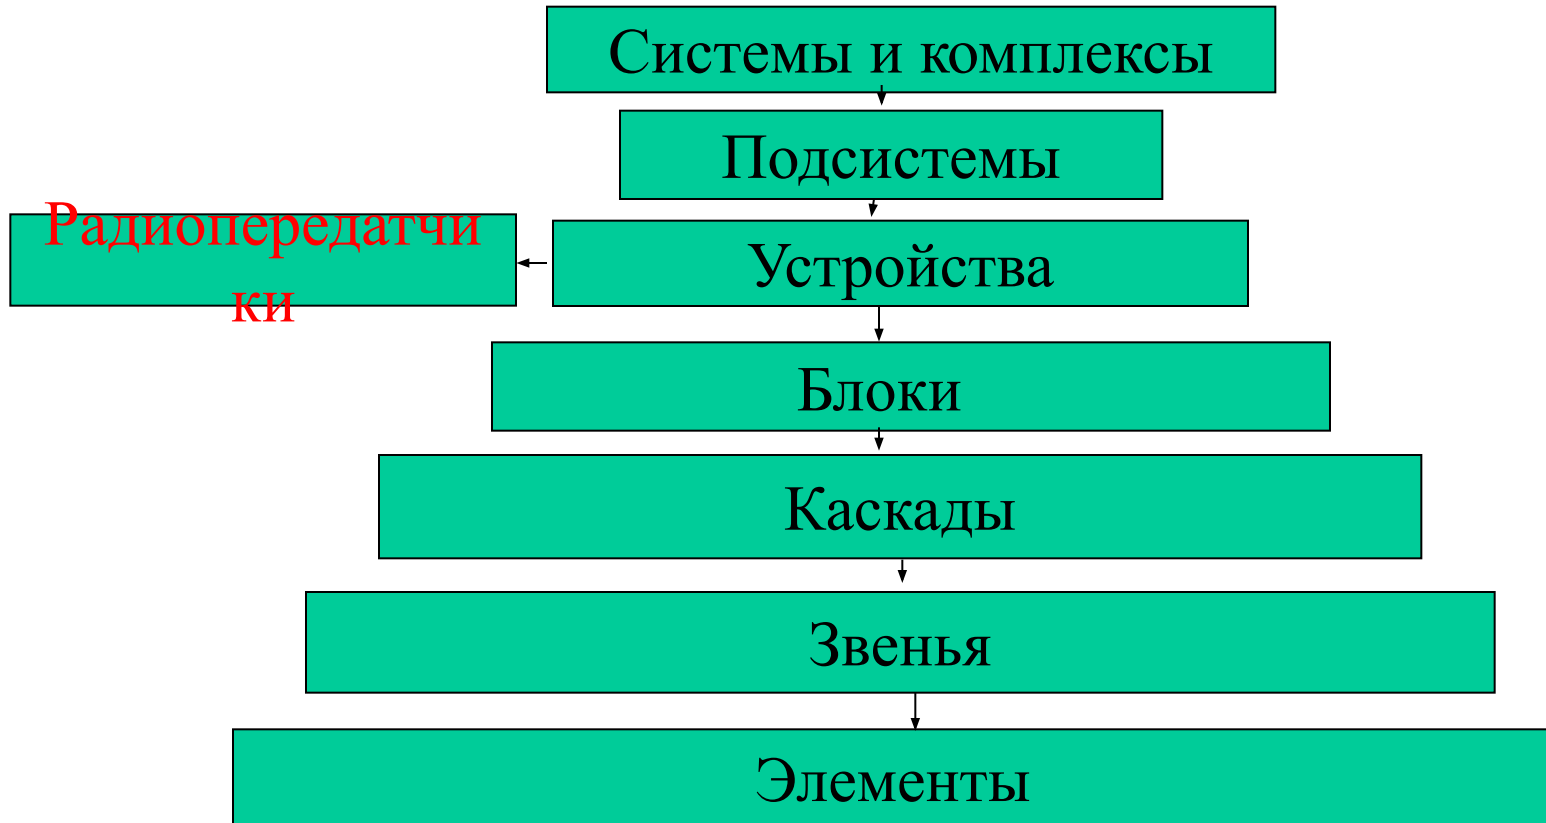 Системы и комплексы
Подсистемы
Радиопередатчи
ки
Устройства
Блоки
Каскады
Звенья
Элементы